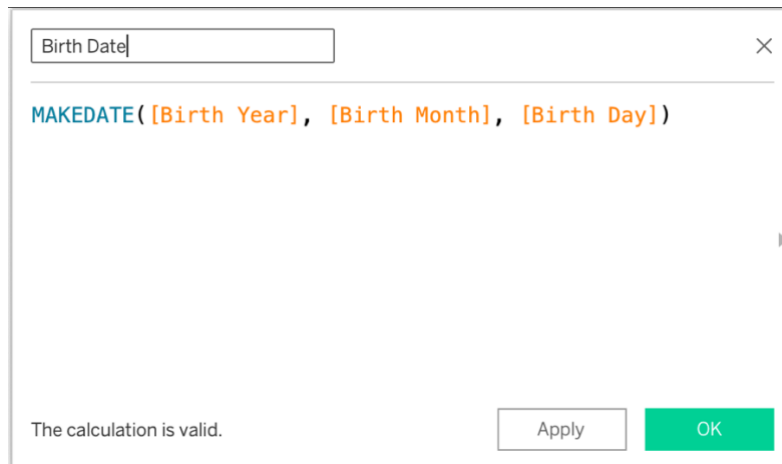 Birth Date
MAKEDATE([Birth Year], [Birth Month], [Birth Day])
The calculation is valid.
Apply
OK